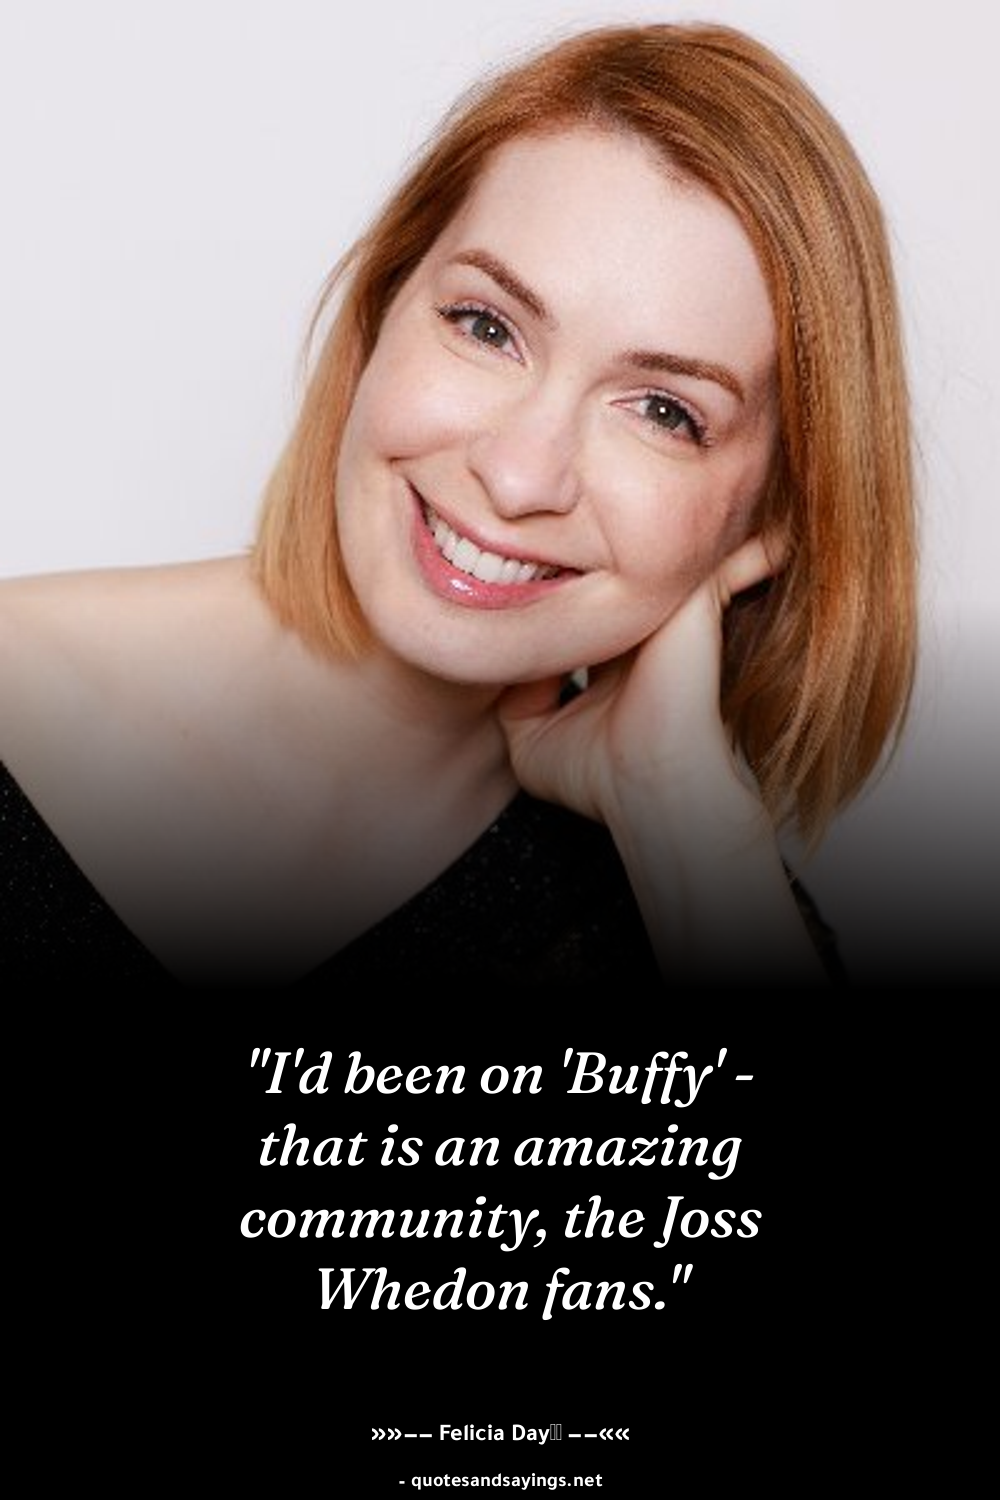 "I'd been on 'Buffy' -
that is an amazing
community, the Joss
Whedon fans."
»»–– Felicia Day ––««
- quotesandsayings.net